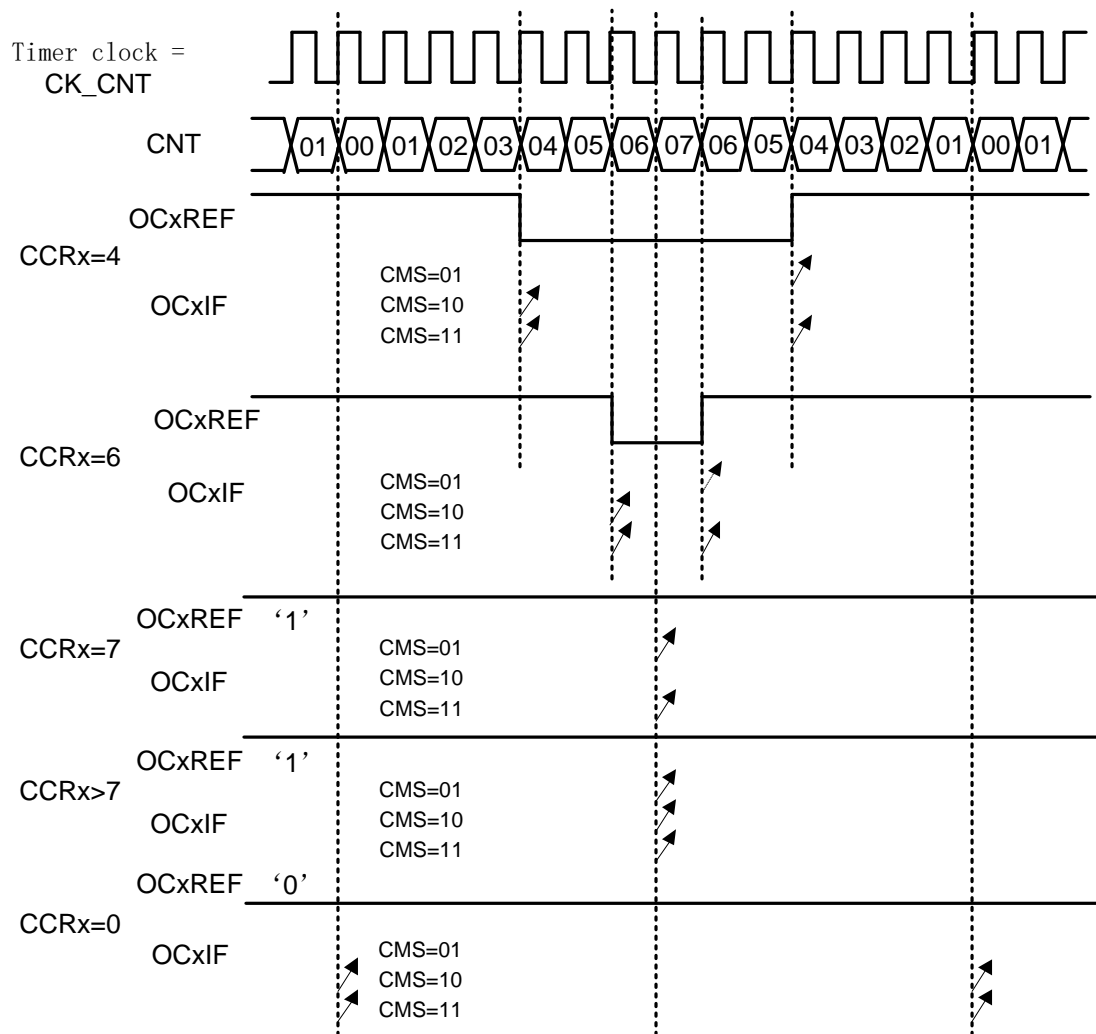 Timer clock =
CK_CNT
CNT 01 00 01 02 03 04 05 06 07 06 05 04 03 02 01 00 01
OCxREF
CCRx=4
OCxIF
CMS=01
CMS=10
CMS=11
OCxREF
CCRx=6
OCxIF
CMS=01
CMS=10
CMS=11
OCxREF ‘1’
CCRx=7
OCxIF
CMS=01
CMS=10
CMS=11
OCxREF ‘1’
CCRx>7
OCxIF
CMS=01
CMS=10
CMS=11
OCxREF ‘0’
CCRx=0
OCxIF
CMS=01
CMS=10
CMS=11